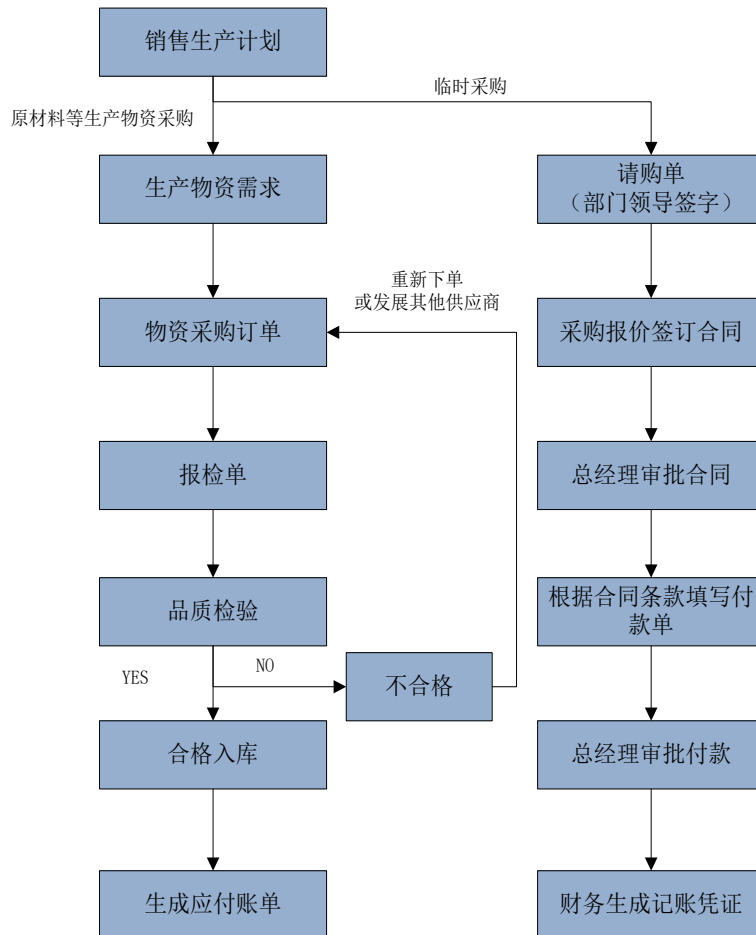 销售生产计划
临时采购
原材料等生产物资采购
生产物资需求
请购单
（部门领导签字）
重新下单
或发展其他供应商
物资采购订单
采购报价签订合同
报检单
总经理审批合同
品质检验
根据合同条款填写付
款单
YES
NO
不合格
合格入库
总经理审批付款
生成应付账单
财务生成记账凭证